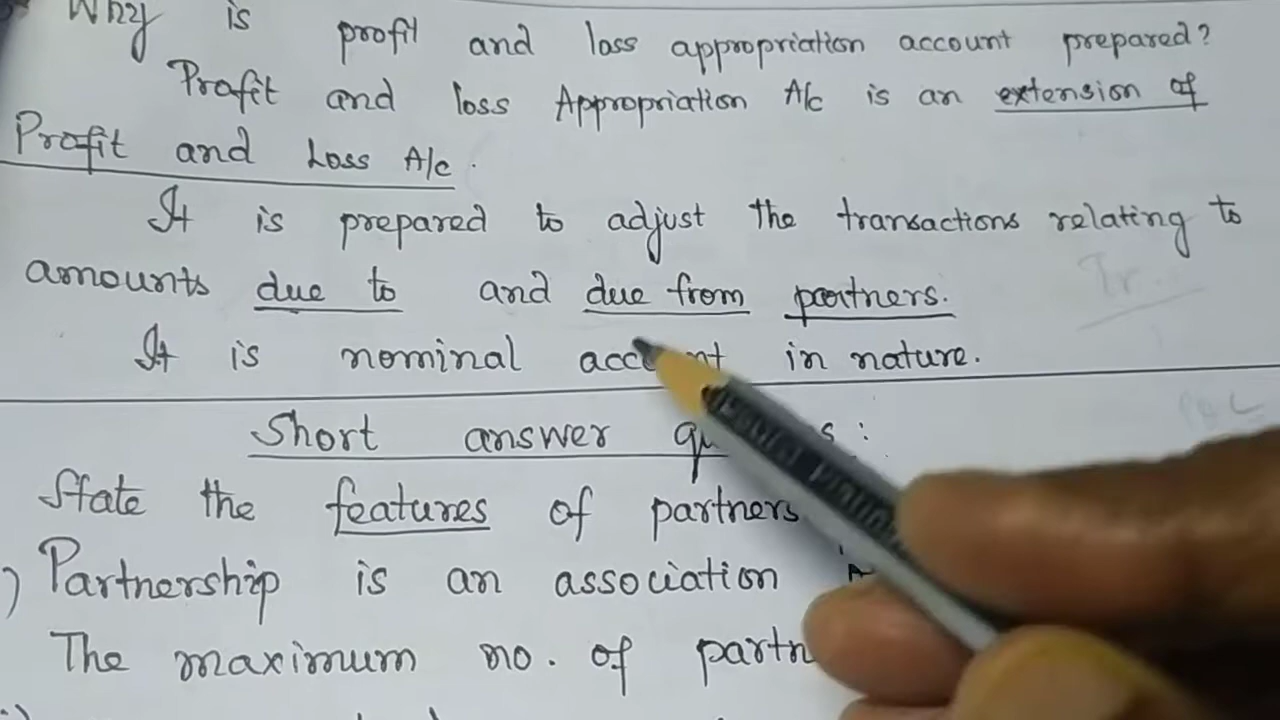 Why is profit and loss appropriation account prepared?
Profit and loss Appropriation A/c is an extension of
Profit and Loss A/c.
It is prepared to adjust the transactions relating to
amounts due to and due from partners.
It is nominal account in nature.
Short answer :
State the features of partners
Partnership is an association
The maximum no. of partn